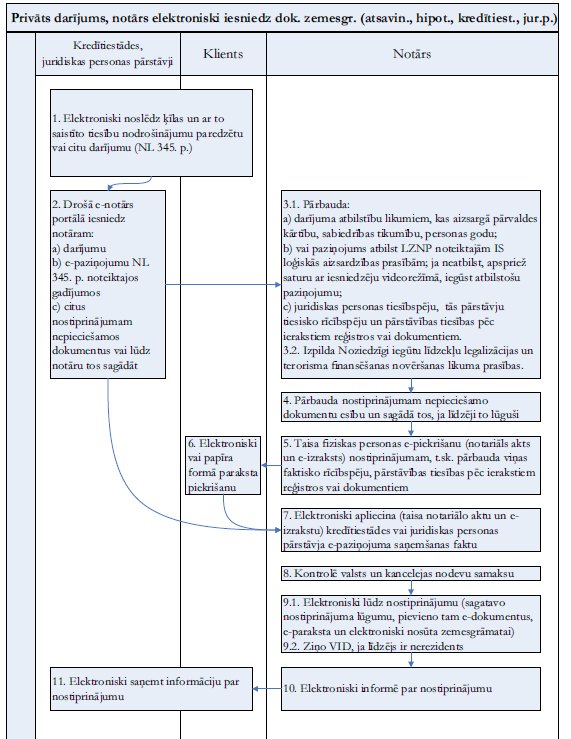 Privāts darījums, notārs elektroniski iesniedz dok. zemesgr. (atsavin., hipot., kredītiest., jur.p.)
Kredītiestādes,
juridiskas personas pārstāvji
Klients
Notārs
1. Elektroniski noslēdz ķīlas un ar to
saistīto tiesību nodrošinājumu paredzētu
vai citu darījumu (NL 345. p.)
2. Drošā e-notārs
portālā iesniedz
notāram:
a) darījumu
b) e-paziņojumu NL
345. p. noteiktajos
gadījumos
c) citus
nostiprinājumam
nepieciešamos
dokumentus vai lūdz
notāru tos sagādāt
3.1. Pārbauda:
a) darījuma atbilstību likumiem, kas aizsargā pārvaldes
kārtību, sabiedrības tikumību, personas godu;
b) vai paziņojums atbilst LZNP noteiktajām IS
loģiskās aizsardzības prasībām; ja neatbilst, apspriež
saturu ar iesniedzēju videorežīmā, iegūst atbilstošu
paziņojumu;
c) juridiskas personas tiesībspēju, tās pārstāvju
tiesisko rīcībspēju un pārstāvības tiesības pēc
ierakstiem reģistros vai dokumentiem.
3.2. Izpilda Noziedzīgi iegūtu līdzekļu legalizācijas un
terorisma finansēšanas novēršanas likuma prasības.
4. Pārbauda nostiprinājumam nepieciešamo
dokumentu esību un sagādā tos, ja līdzēji to lūguši
6. Elektroniski
vai papīra
formā paraksta
piekrišanu
5. Taisa fiziskas personas e-piekrišanu (notariāls akts
un e-izraksts) nostiprinājumam, t.sk. pārbauda viņas
faktisko rīcībspēju, pārstāvības tiesības pēc ierakstiem
reģistros vai dokumentiem
7. Elektroniski apliecina (taisa notariālo aktu un e-
izrakstu) kredītiestādes vai juridiskas personas
pārstāvja e-paziņojuma saņemšanas faktu
8. Kontrolē valsts un kancelejas nodevu samaksu
9.1. Elektroniski lūdz nostiprinājumu (sagatavo
nostiprinājuma lūgumu, pievieno tam e-dokumentus,
e-paraksta un elektroniski nosūta zemesgrāmatai)
9.2. Ziņo VID, ja līdzējs ir nerezidents
11. Elektroniski saņemt informāciju par
nostiprinājumu
10. Elektroniski informē par nostiprinājumu